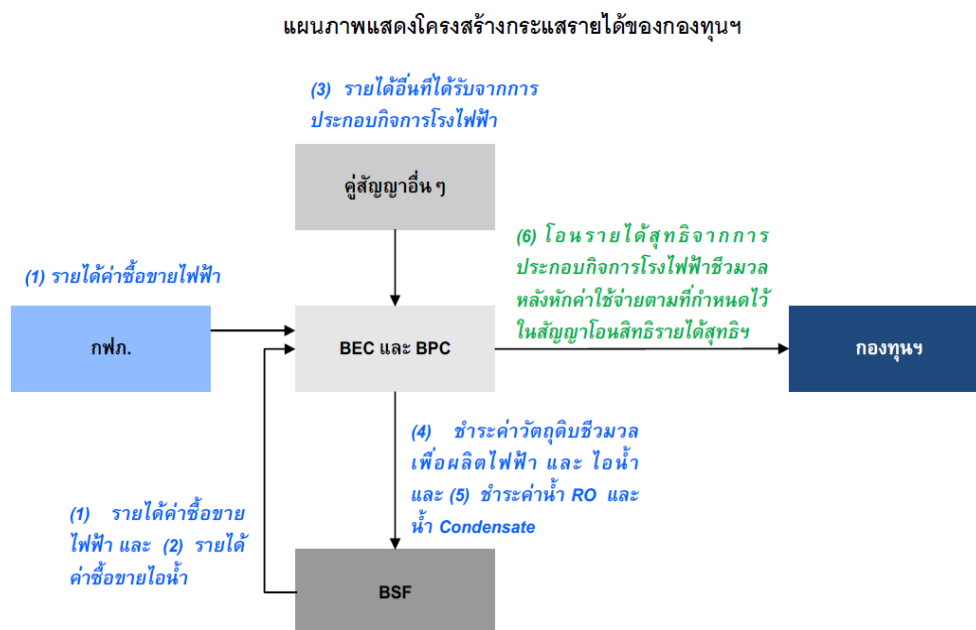 แผนภาพแสดงโครงสร้างกระแสรายได้ของกองทุนฯ
(3) รายได้อื่นที่ได้รับจากการ
ประกอบกิจการโรงไฟฟ้า
คู่สัญญาอื่น ๆ
(6) โอนรายได้สุทธิจากการ
ประกอบกิจการโรงไฟฟ้าชีวมวล
หลังหักค่าใช้จ่ายตามที่กำหนดไว้
ในสัญญาโอนสิทธิรายได้สุทธิฯ
(1) รายได้ค่าซื้อขายไฟฟ้า
กฟภ.
BEC และ BPC
กองทุนฯ
(4) ชำระค่าวัตถุดิบชีวมวล
เพื่อผลิตไฟฟ้า และ ไอน้ำ
และ (5) ชำระค่าน้ำ RO และ
น้ำ Condensate
(1) รายได้ค่าซื้อขาย
ไฟฟ้า และ (2) รายได้
ค่าซื้อขายไอน้ำ
BSF